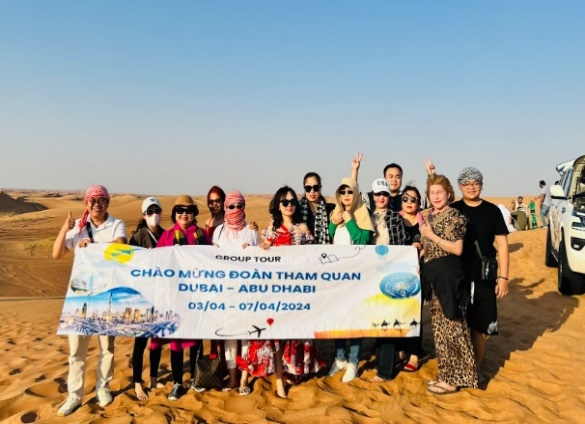 GROUP TOUR
CHÀO MỪNG ĐOÀN THAM QUAN
DUBAI - ABU DHABI
03/04 - 07/04/2024